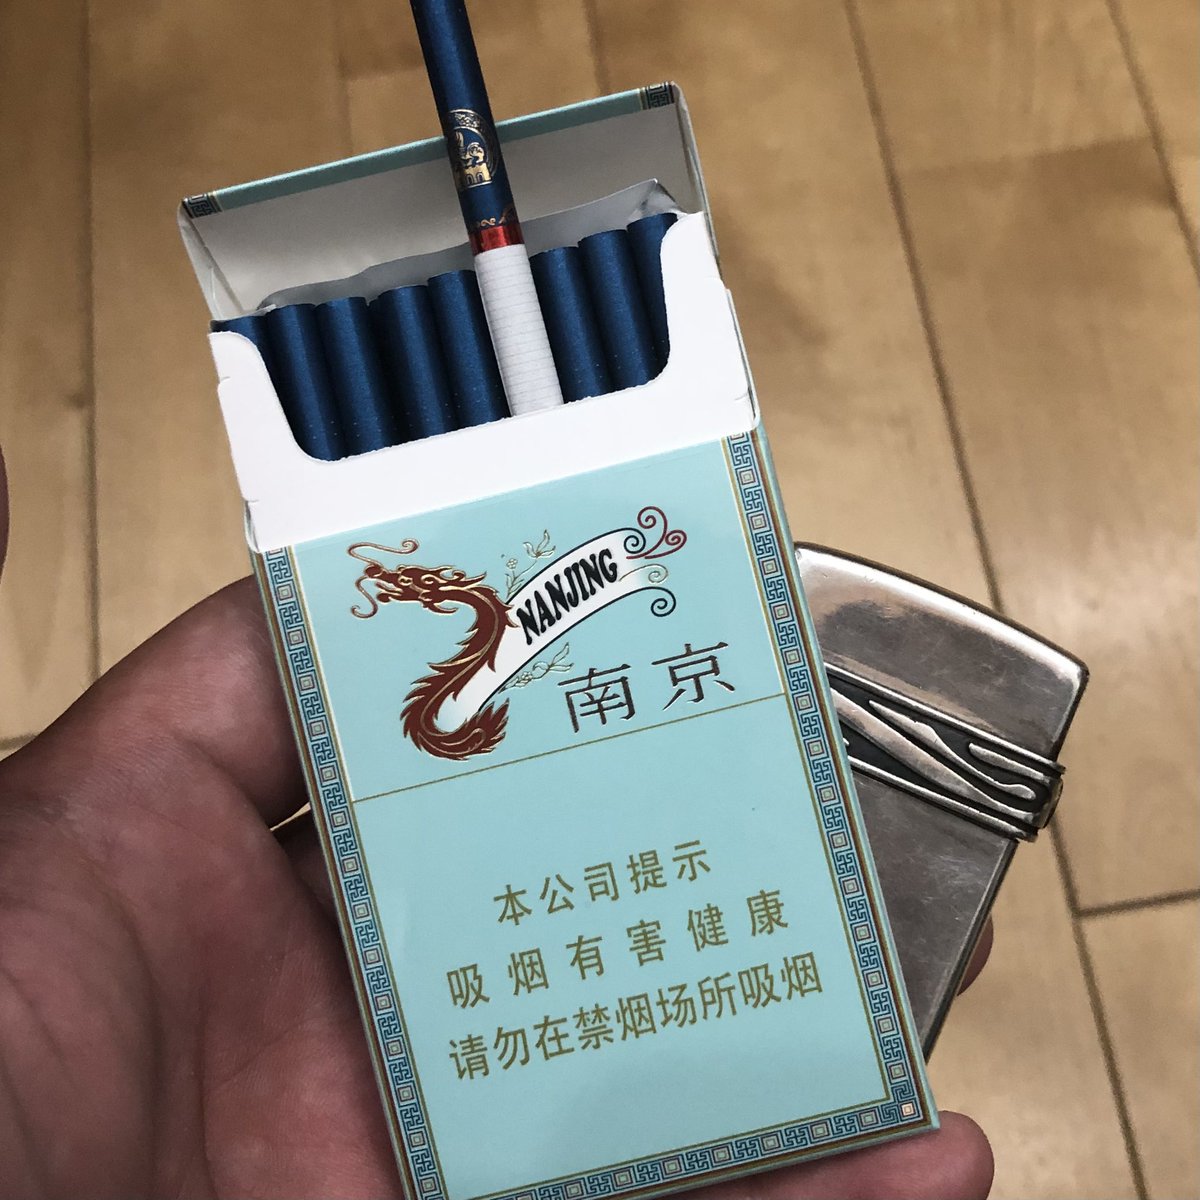 NANJING
南京
本公司提示
吸烟有害健康
请勿在禁烟场所吸烟